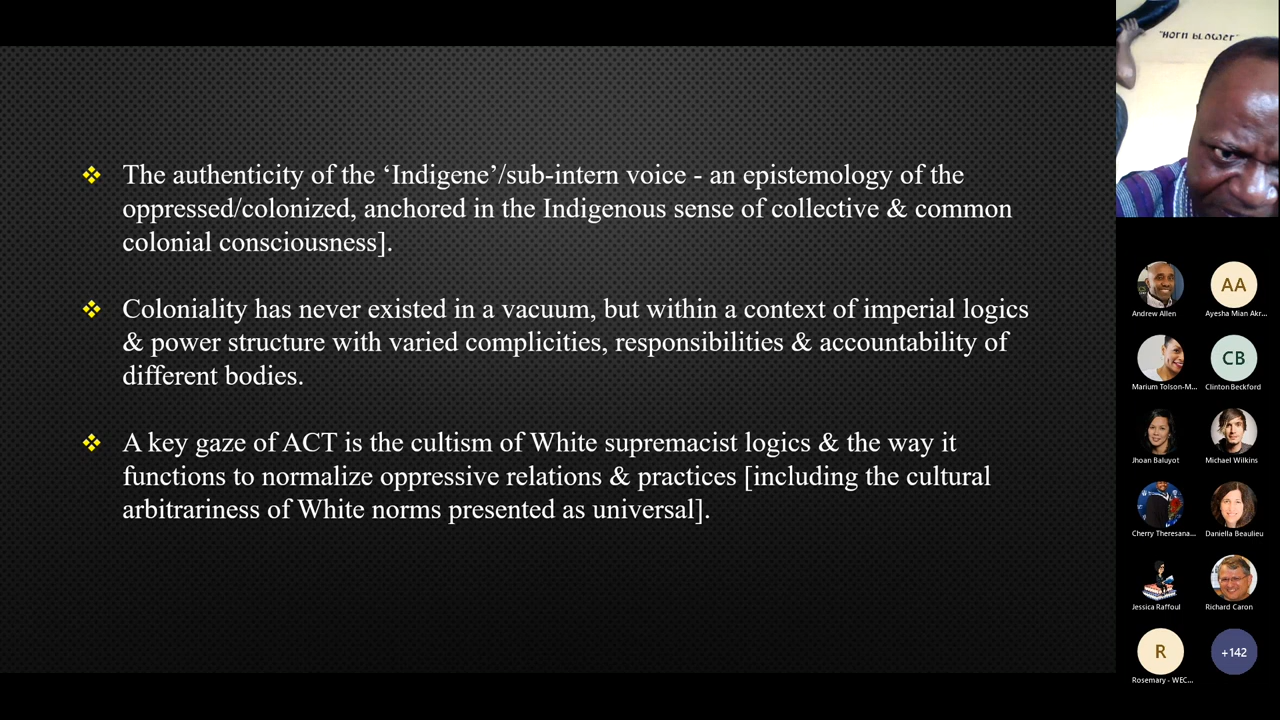 The authenticity of the ‘Indigene’/sub-intern voice - an epistemology of the
oppressed/colonized, anchored in the Indigenous sense of collective & common
colonial consciousness].
Coloniality has never existed in a vacuum, but within a context of imperial logics
& power structure with varied complicities, responsibilities & accountability of
different bodies.
A key gaze of ACT is the cultism of White supremacist logics & the way it
functions to normalize oppressive relations & practices [including the cultural
arbitrariness of White norms presented as universal].
"HORN BLOWER"
AA
Andrew Allen
Ayesha Mian Akr...
CB
Marium Tolson-M...
Clinton Beckford
Jhoan Baluyot
Michael Wilkins
Cherry Theresana...
Daniella Beaulieu
Jessica Raffoul
Richard Caron
R
+142
Rosemary - WEC...